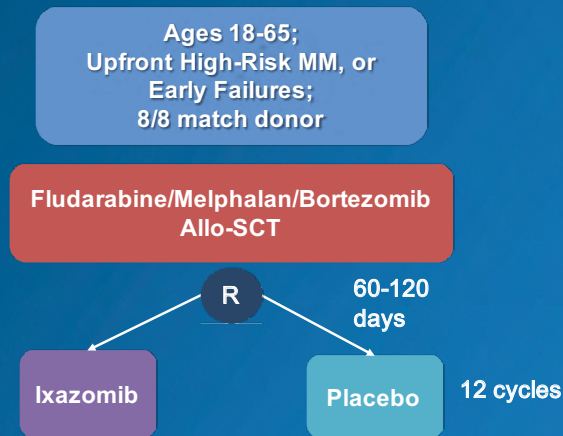 Ages 18-65;
Upfront High-Risk MM, or
Early Failures;
8/8 match donor
Fludarabine/Melphalan/Bortezomib
Allo-SCT
R
60-120
days
Ixazomib
Placebo
12 cycles